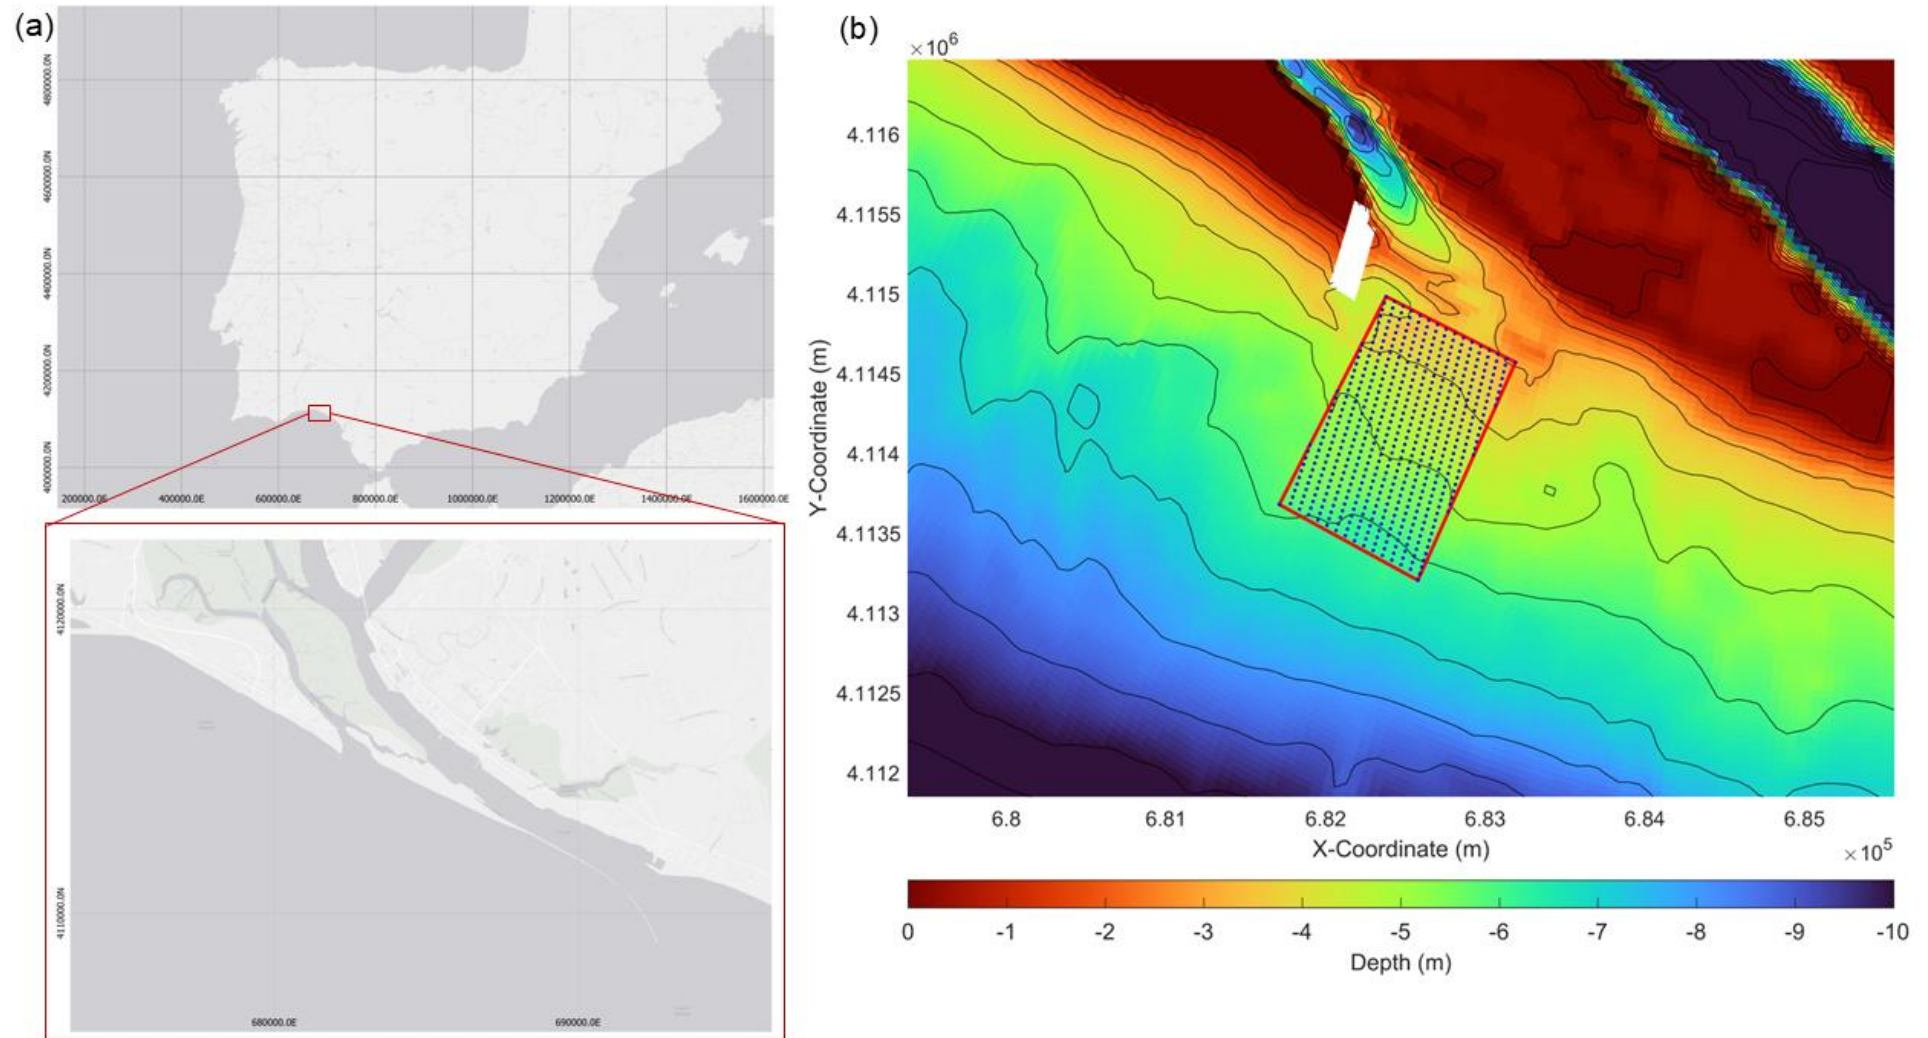 (a)
4800000.0N
4600000.0N
4400000.0N
4200000.0N
4000000.0N
200000.0E 400000.0E 600000.0E 800000.0E 1000000.0E 1200000.0E 1400000.0E 1600000.0E
4120000.0N
4110000.0N
680000.0E 690000.0E
(b)
×10⁶
4.116
4.1155
4.115
4.1145
4.114
4.1135
4.113
4.1125
4.112
Y-Coordinate (m)
6.8 6.81 6.82 6.83 6.84 6.85
X-Coordinate (m)
×10⁵
0 -1 -2 -3 -4 -5 -6 -7 -8 -9 -10
Depth (m)